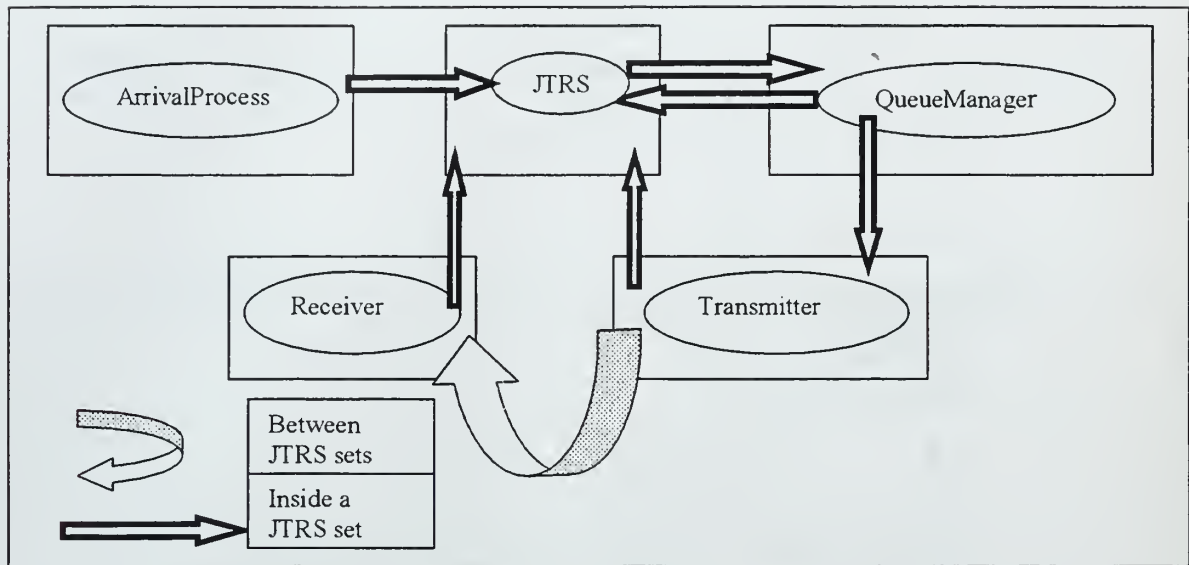 ArrivalProcess
JTRS
QueueManager
Receiver
Transmitter
Between
JTRS sets
Inside a
JTRS set